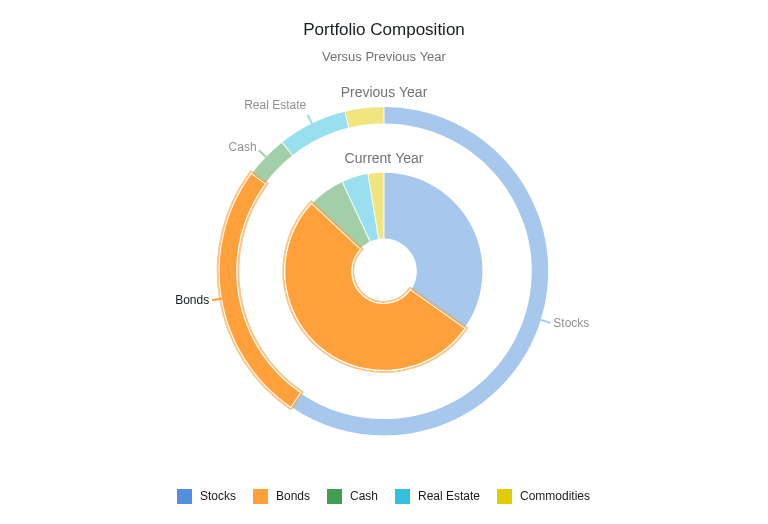 Portfolio Composition
Versus Previous Year
Previous Year
Real Estate
Cash
Current Year
Bonds
Stocks
Stocks
Bonds
Cash
Real Estate
Commodities